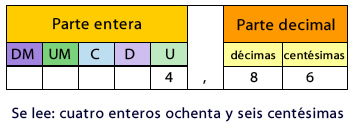 Parte entera Parte decimal
DM UM C D U décimas centésimas
4 , 8 6
Se lee: cuatro enteros ochenta y seis centésimas